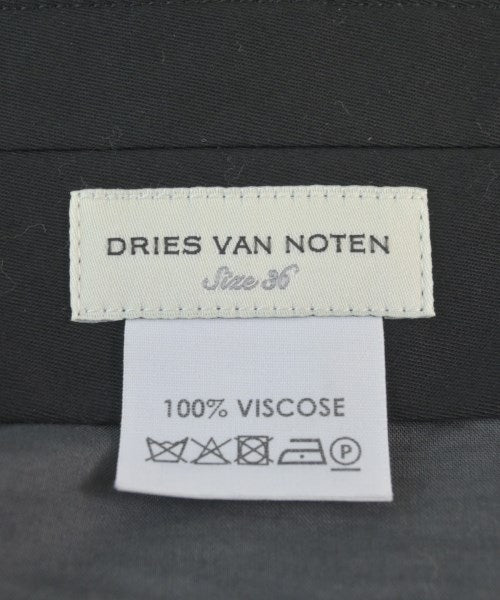 DRIES VAN NOTEN
Size 36
100% VISCOSE
P